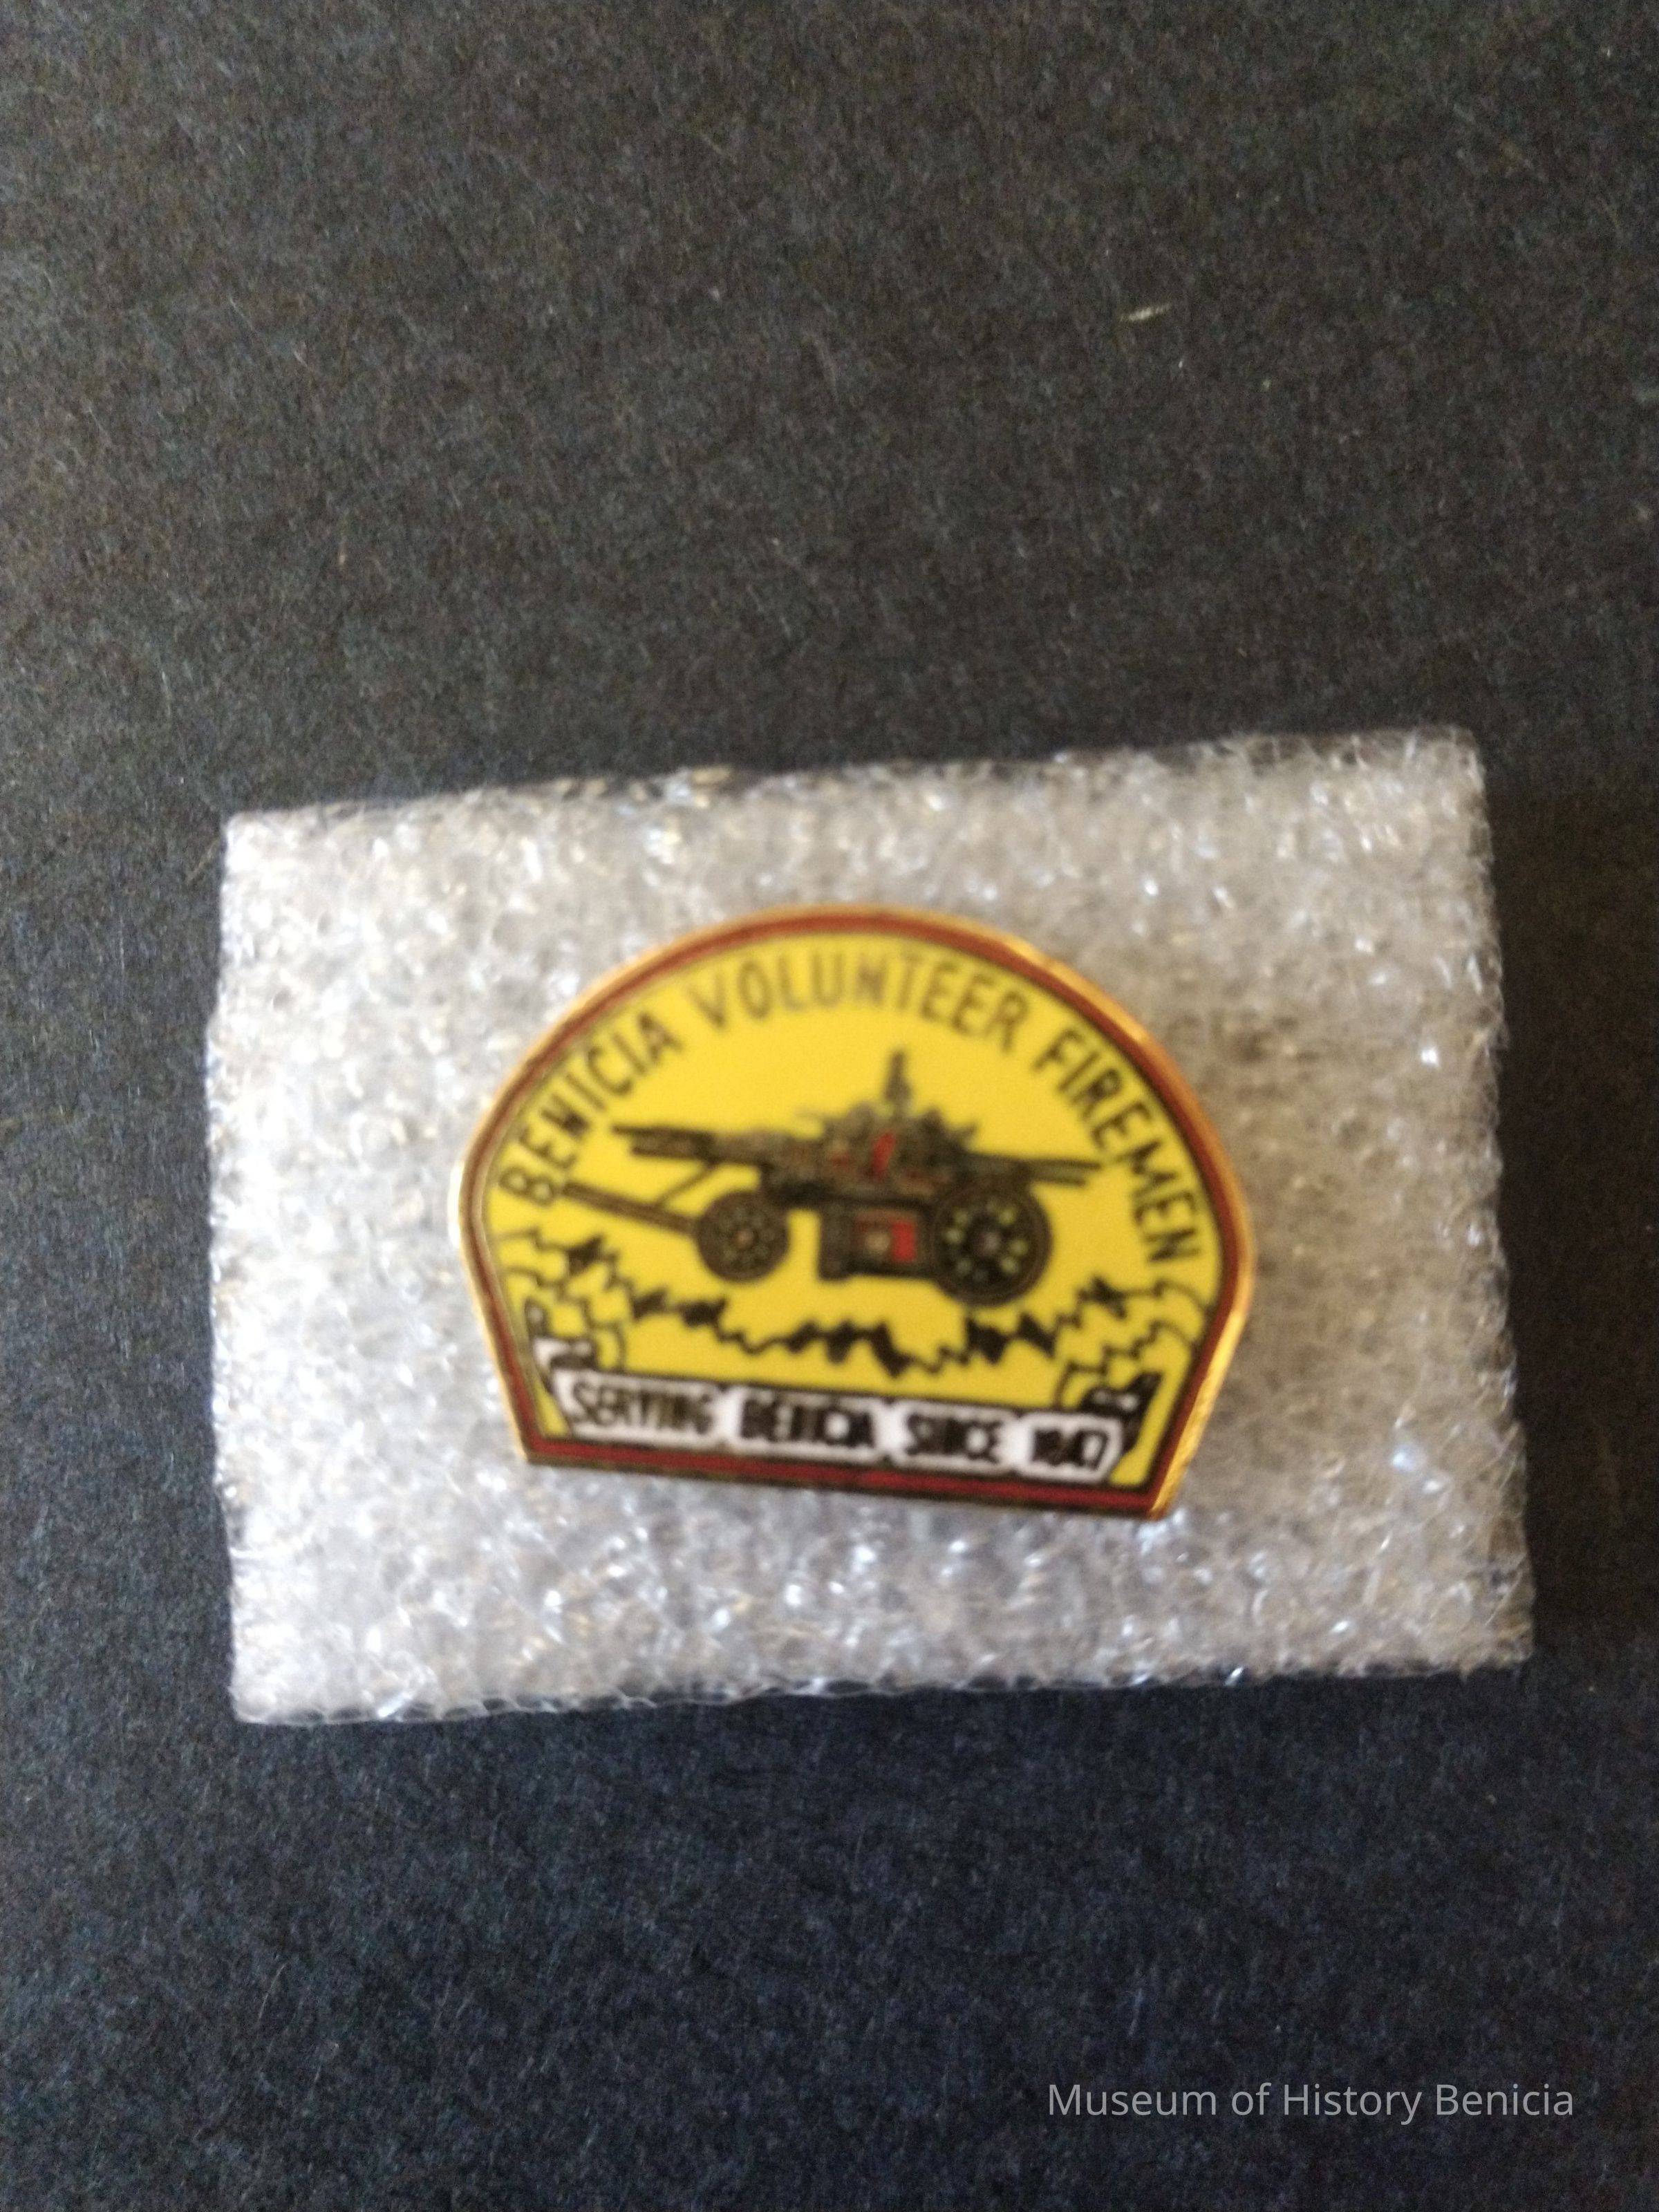 BENICIA VOLUNTEER FIREMEN
SERVING BENICIA SINCE 1847
Museum of History Benicia